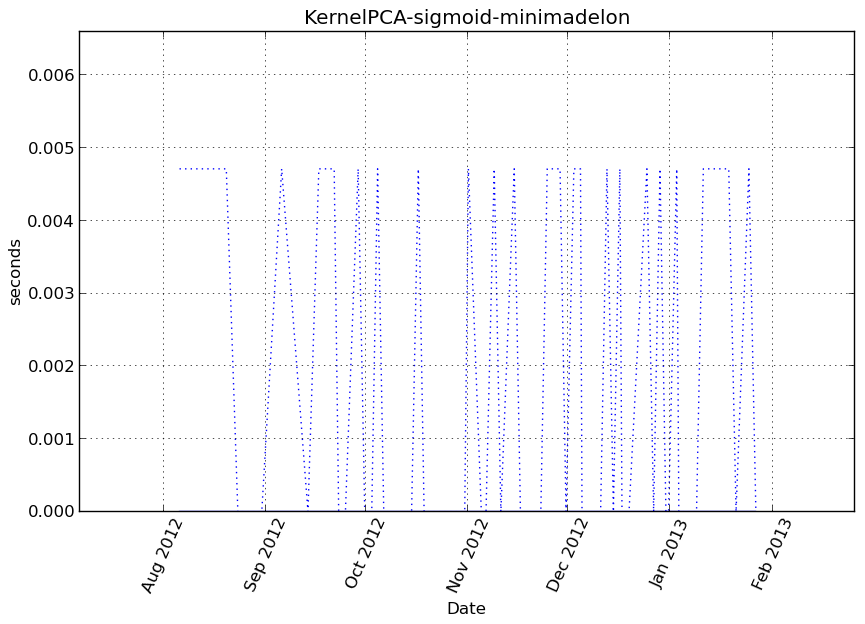 KernelPCA-sigmoid-minimadelon
0.006
0.005
0.004
0.003
0.002
0.001
0.000
seconds
Aug 2012
Sep 2012
Oct 2012
Nov 2012
Dec 2012
Jan 2013
Feb 2013
Date